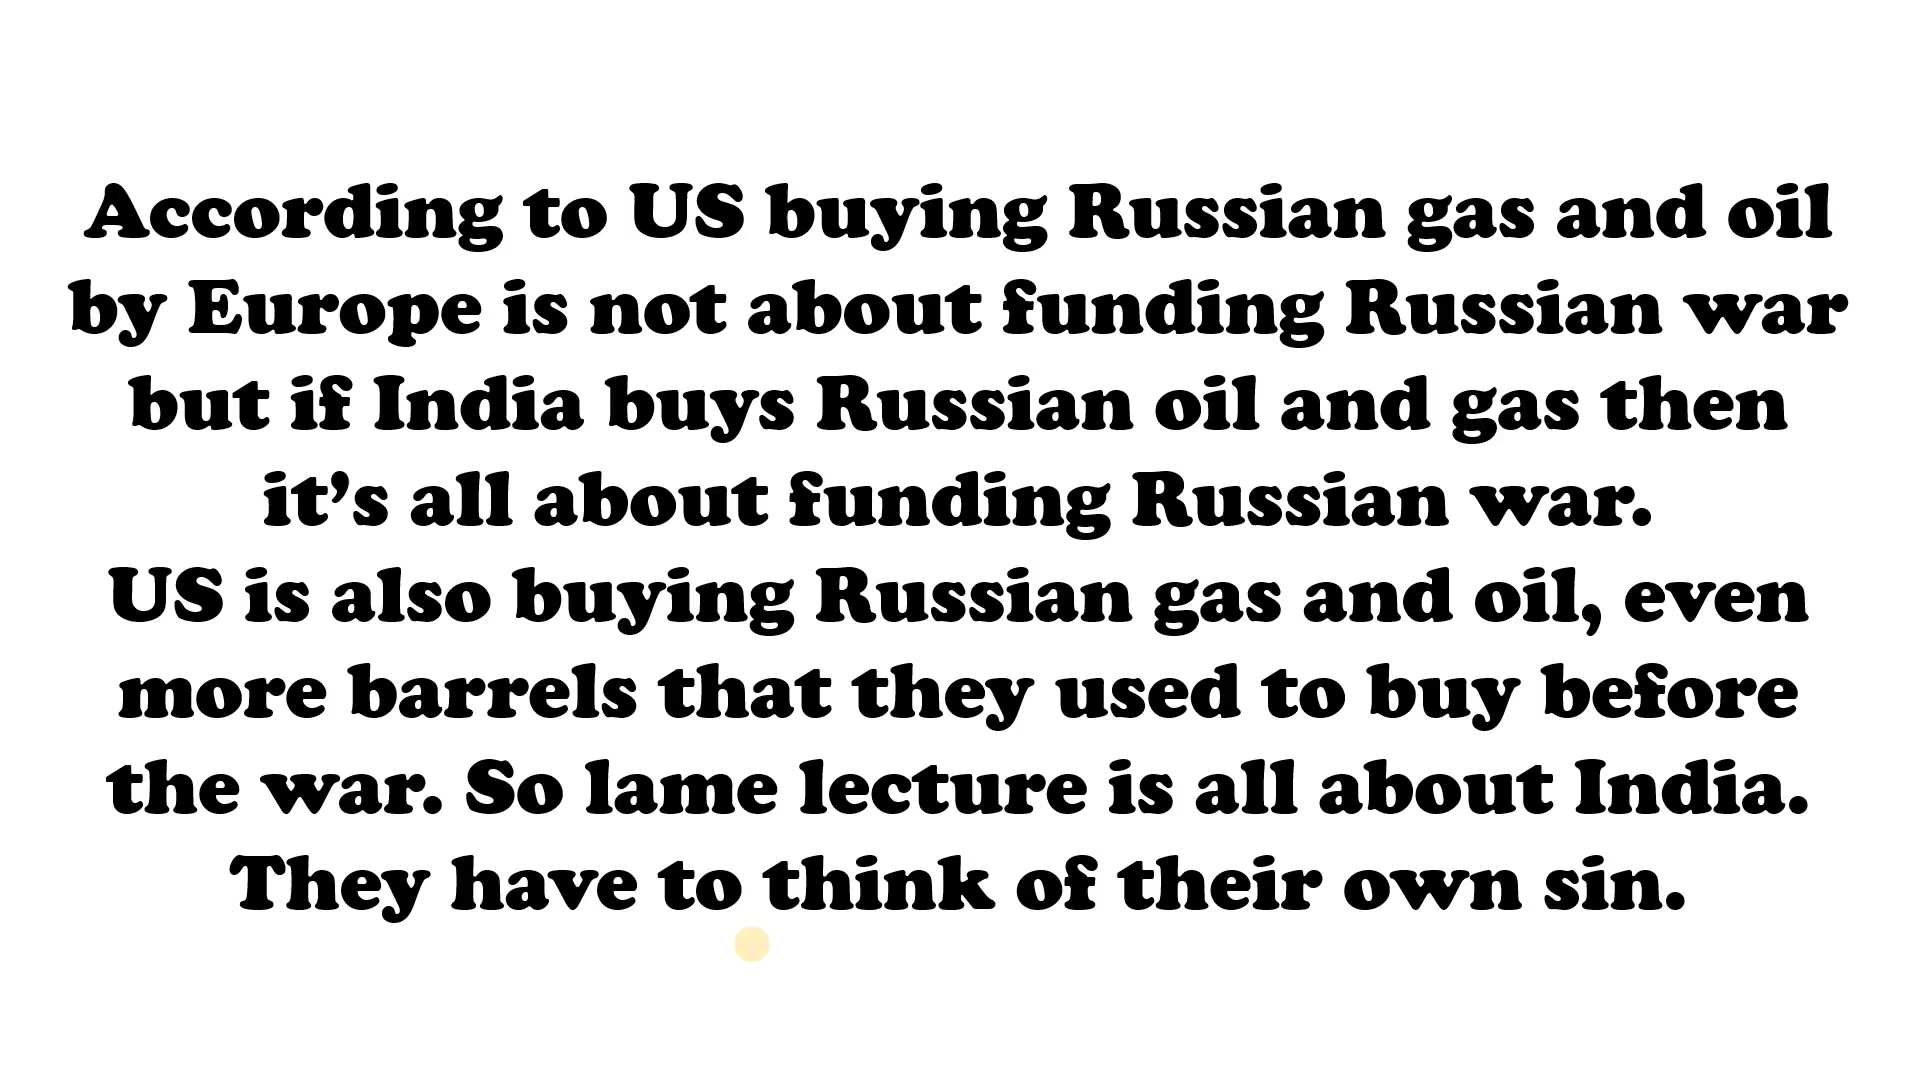 According to US buying Russian gas and oil
by Europe is not about funding Russian war
but if India buys Russian oil and gas then
it’s all about funding Russian war.
US is also buying Russian gas and oil, even
more barrels that they used to buy before
the war. So lame lecture is all about India.
They have to think of their own sin.